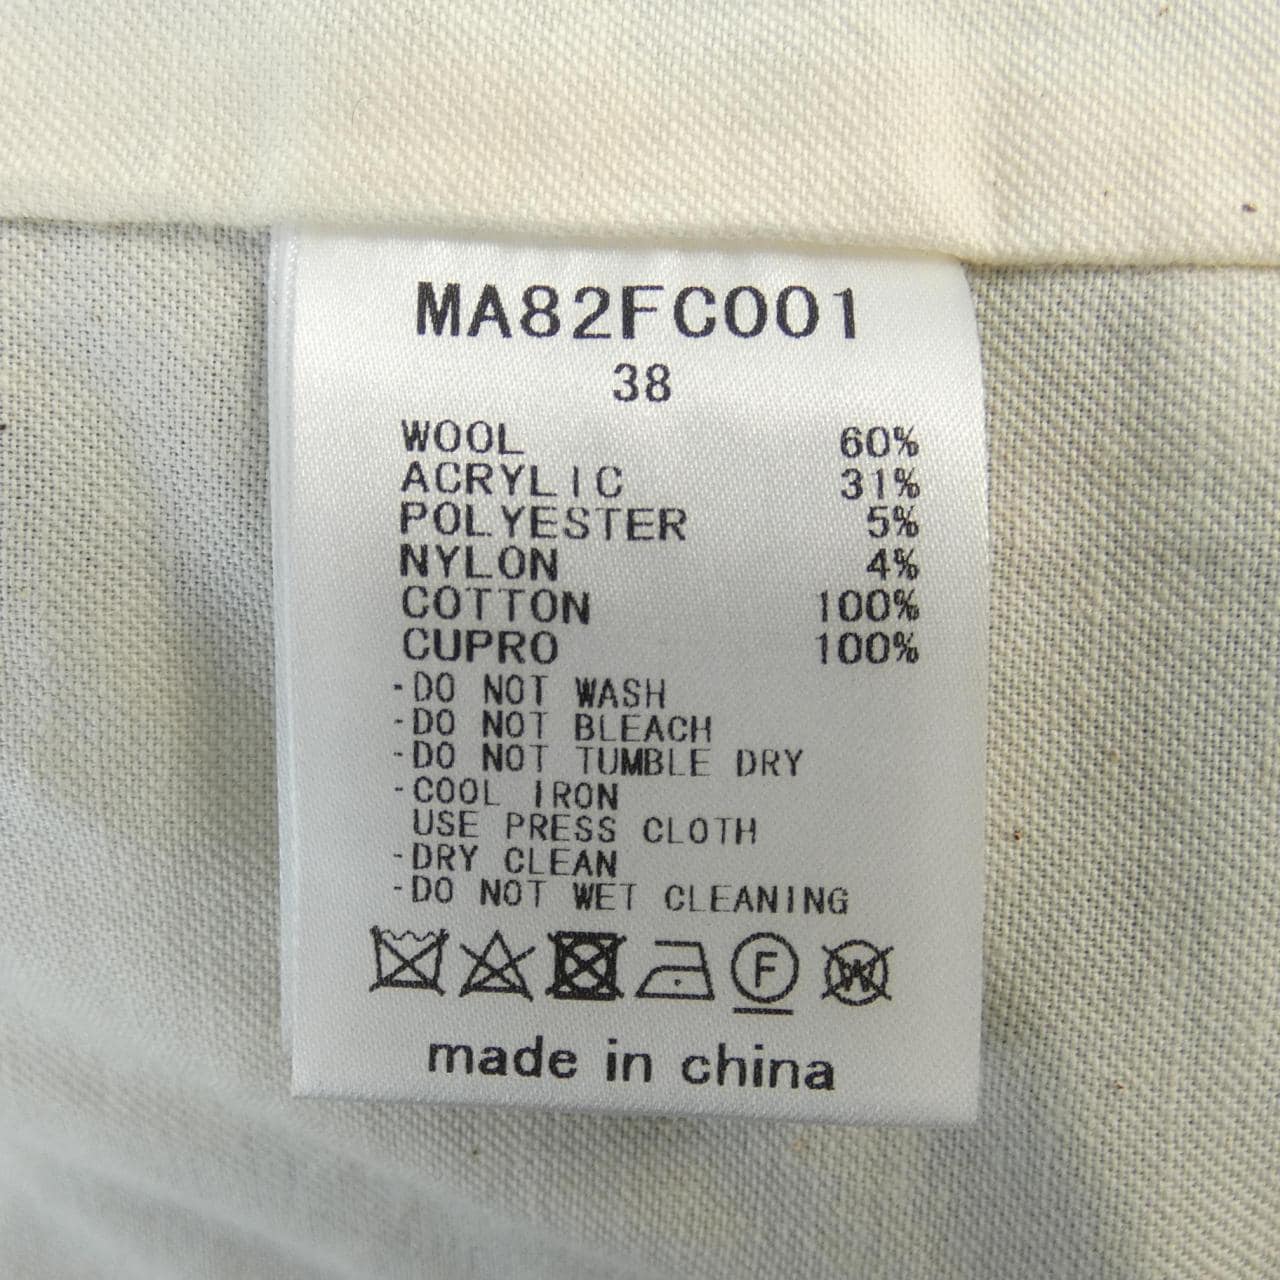 MA82FC001
38
WOOL 60%
ACRYLIC 31%
POLYESTER 5%
NYLON 4%
COTTON 100%
CUPRO 100%
-DO NOT WASH
-DO NOT BLEACH
-DO NOT TUMBLE DRY
-COOL IRON
USE PRESS CLOTH
-DRY CLEAN
-DO NOT WET CLEANING
F W
made in china